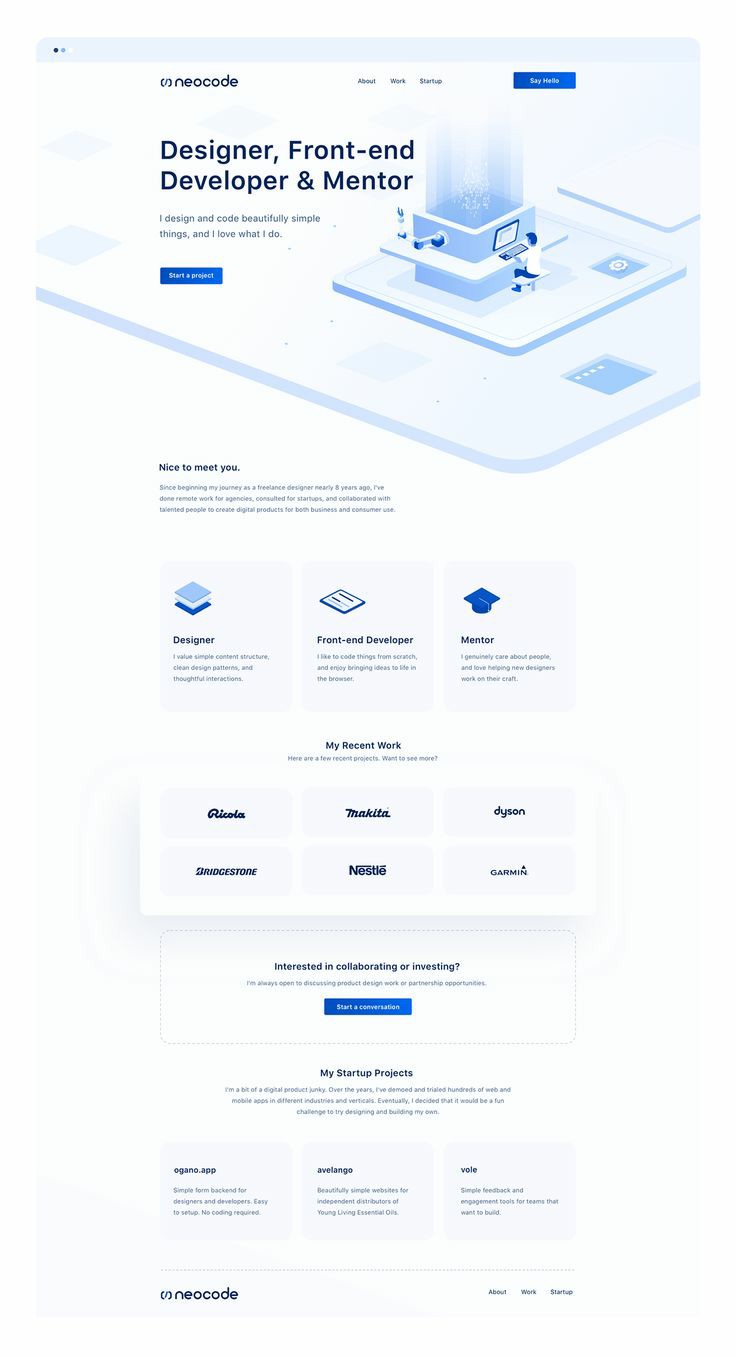 neocode
About Work Startup
Say Hello
Designer, Front-end
Developer & Mentor
I design and code beautifully simple
things, and I love what I do.
Start a project
Nice to meet you.
Since beginning my journey as a freelance designer nearly 8 years ago, I've
done remote work for agencies, consulted for startups, and collaborated with
talented people to create digital products for both business and consumer use.
Designer
I value simple content structure,
clean design patterns, and
thoughtful interactions.
Front-end Developer
I like to code things from scratch,
and enjoy bringing ideas to life in
the browser.
Mentor
I genuinely care about people,
and love helping new designers
work on their craft.
My Recent Work
Here are a few recent projects. Want to see more?
Ricola
makita
dyson
BRIDGESTONE
Nestlé
GARMIN
Interested in collaborating or investing?
I'm always open to discussing product design work or partnership opportunities.
Start a conversation
My Startup Projects
I'm a bit of a digital product junky. Over the years, I've demoed and trialed hundreds of web and
mobile apps in different industries and verticals. Eventually, I decided that it would be a fun
challenge to try designing and building my own.
ogano.app
Simple form backend for
designers and developers. Easy
to setup. No coding required.
avelango
Beautifully simple websites for
independent distributors of
Young Living Essential Oils.
vole
Simple feedback and
engagement tools for teams that
want to build.
neocode
About Work Startup